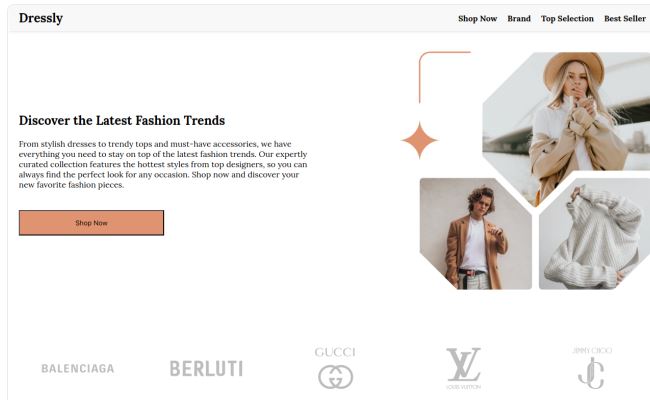 Dressly
Shop Now Brand Top Selection Best Seller
Discover the Latest Fashion Trends
From stylish dresses to trendy tops and must-have accessories, we have
everything you need to stay on top of the latest fashion trends. Our expertly
curated collection features the hottest styles from top designers, so you can
always find the perfect look for any occasion. Shop now and discover your
new favorite fashion pieces.
Shop Now
BALENCIAGA
BERLUTI
GUCCI
LV
LOUIS VUITTON
JIMMY CHOO
JC